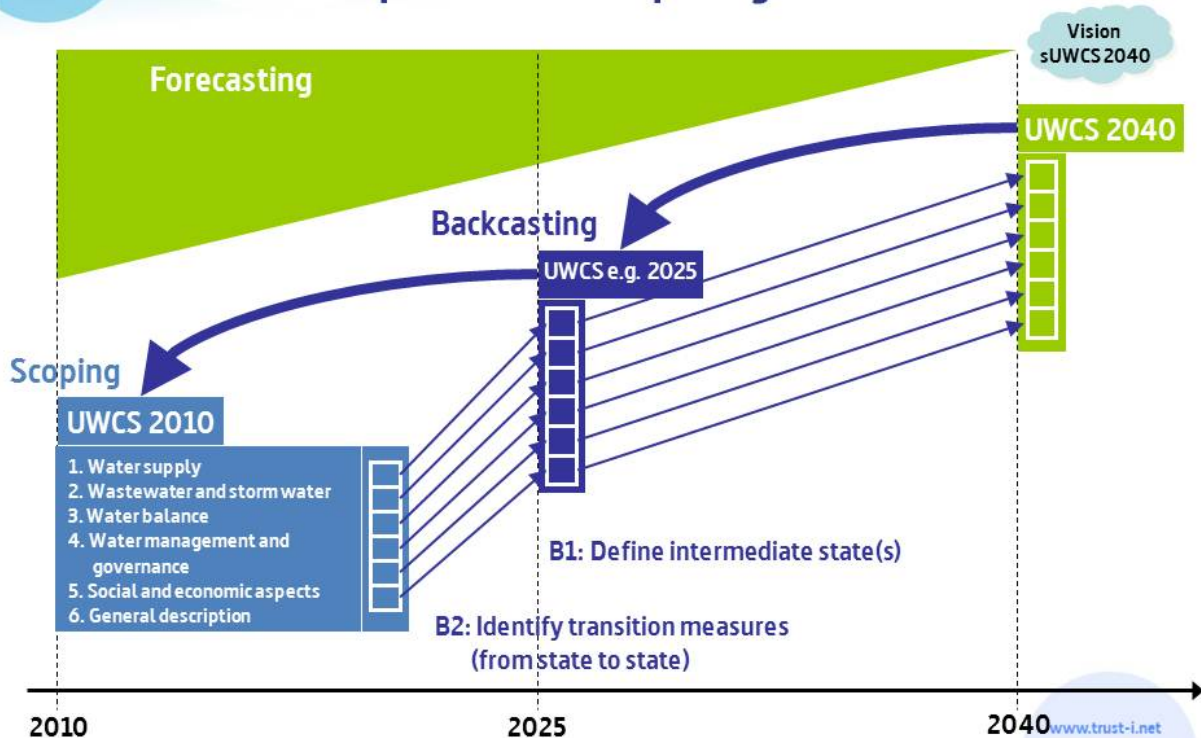 Forecasting
Vision
sUWCS 2040
UWCS 2040
Backcasting
UWCS e.g. 2025
Scoping
UWCS 2010
1. Water supply
2. Wastewater and storm water
3. Water balance
4. Water management and
governance
5. Social and economic aspects
6. General description
B1: Define intermediate state(s)
B2: Identify transition measures
(from state to state)
2010
2025
2040
www.trust-i.net